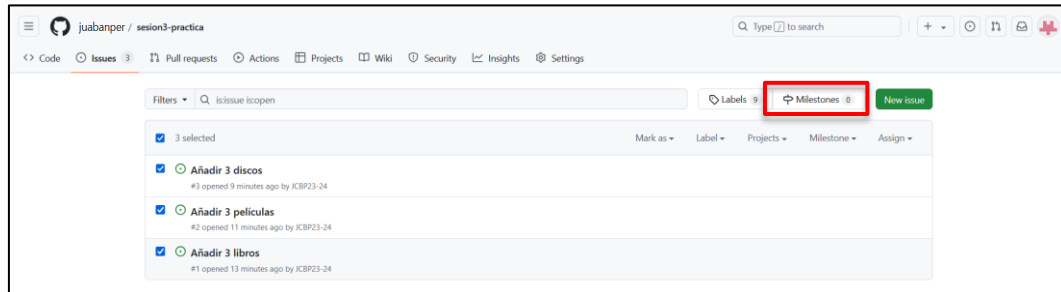 juabanper / sesion3-practica
Type / to search
Code Issues 3 Pull requests Actions Projects Wiki Security Insights Settings
Filters is:issue is:open Labels 9 Milestones 0 New issue
3 selected Mark as Label Projects Milestone Assign
Añadir 3 discos
#3 opened 9 minutes ago by JCBP23-24
Añadir 3 películas
#2 opened 11 minutes ago by JCBP23-24
Añadir 3 libros
#1 opened 13 minutes ago by JCBP23-24